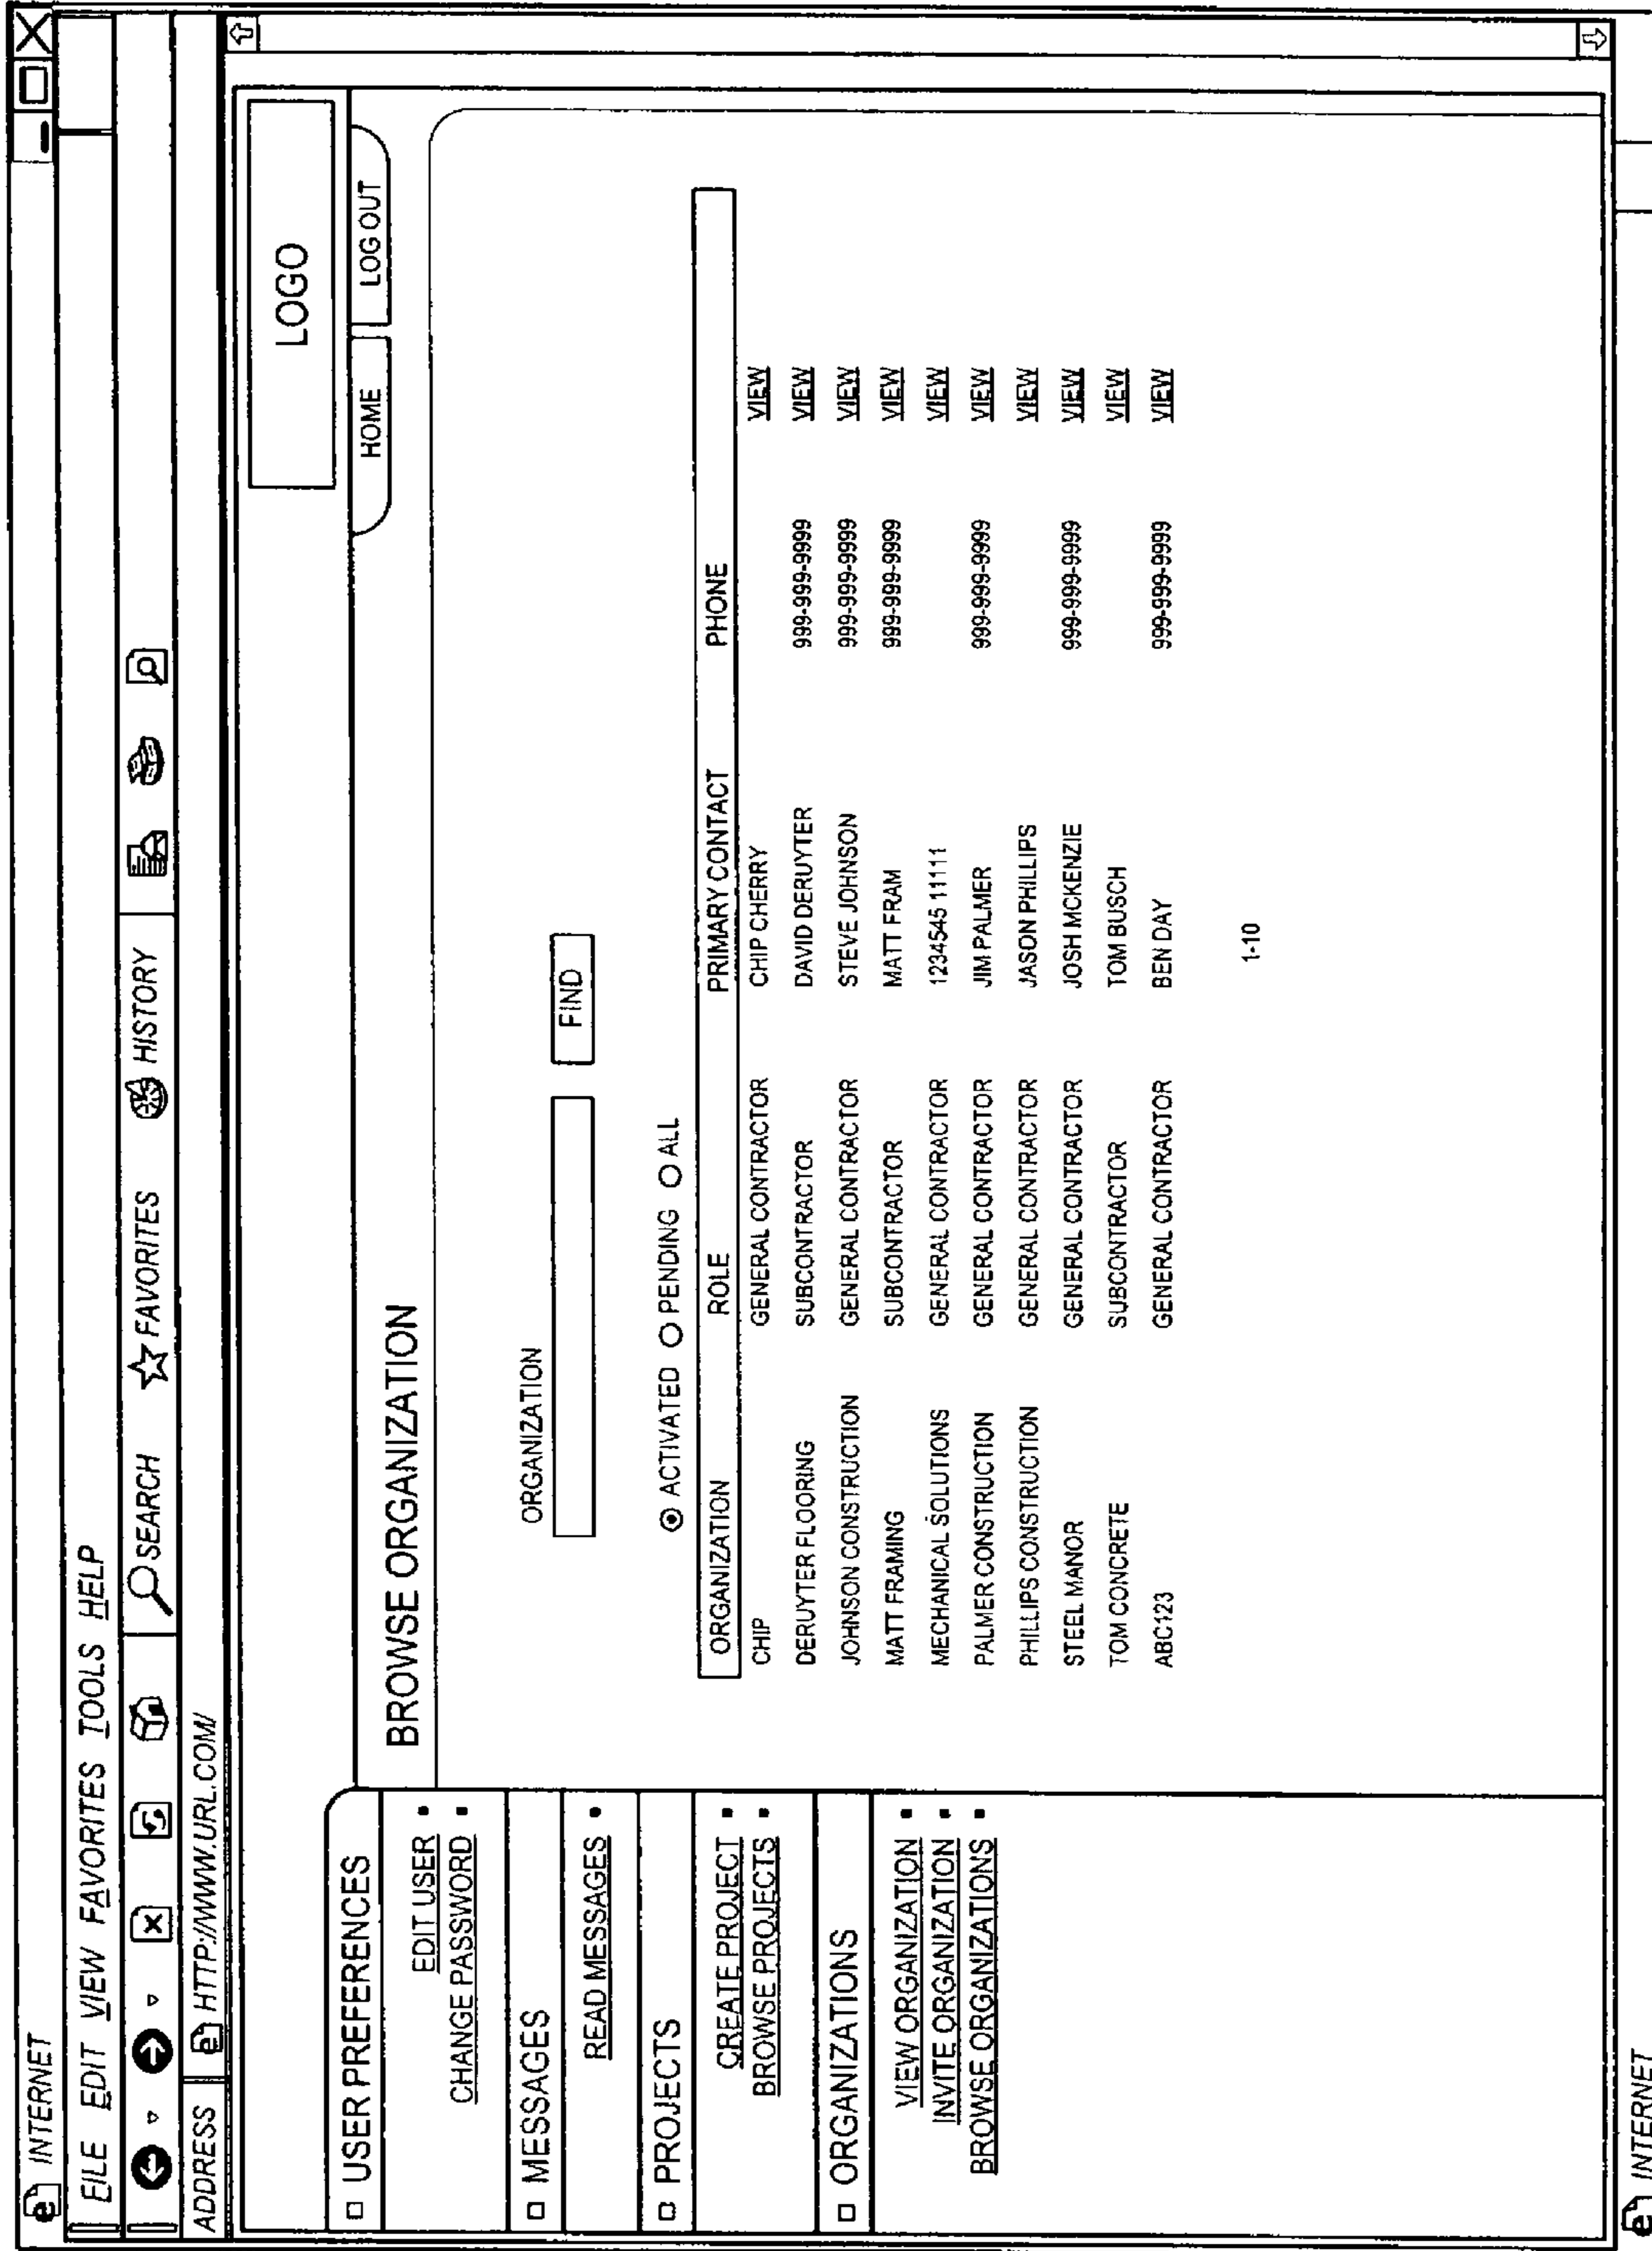 INTERNET
FILE EDIT VIEW FAVORITES TOOLS HELP
SEARCH FAVORITES HISTORY
ADDRESS HTTP://WWW.URL.COM/
LOGO
HOME LOG OUT
USER PREFERENCES
EDIT USER
CHANGE PASSWORD
MESSAGES
READ MESSAGES
PROJECTS
CREATE PROJECT
BROWSE PROJECTS
ORGANIZATIONS
VIEW ORGANIZATION
INVITE ORGANIZATION
BROWSE ORGANIZATIONS
BROWSE ORGANIZATION
ORGANIZATION
FIND
ACTIVATED PENDING ALL
ORGANIZATION ROLE PRIMARY CONTACT PHONE
CHIP GENERAL CONTRACTOR CHIP CHERRY VIEW
DERUYTER FLOORING SUBCONTRACTOR DAVID DERUYTER 999-999-9999 VIEW
JOHNSON CONSTRUCTION GENERAL CONTRACTOR STEVE JOHNSON 999-999-9999 VIEW
MATT FRAMING SUBCONTRACTOR MATT FRAM 999-999-9999 VIEW
MECHANICAL SOLUTIONS GENERAL CONTRACTOR 1234545 11111 VIEW
PALMER CONSTRUCTION GENERAL CONTRACTOR JIM PALMER 999-999-9999 VIEW
PHILLIPS CONSTRUCTION GENERAL CONTRACTOR JASON PHILLIPS VIEW
STEEL MANOR GENERAL CONTRACTOR JOSH MCKENZIE 999-999-9999 VIEW
TOM CONCRETE SUBCONTRACTOR TOM BUSCH VIEW
ABC123 GENERAL CONTRACTOR BEN DAY 999-999-9999 VIEW
1-10
INTERNET